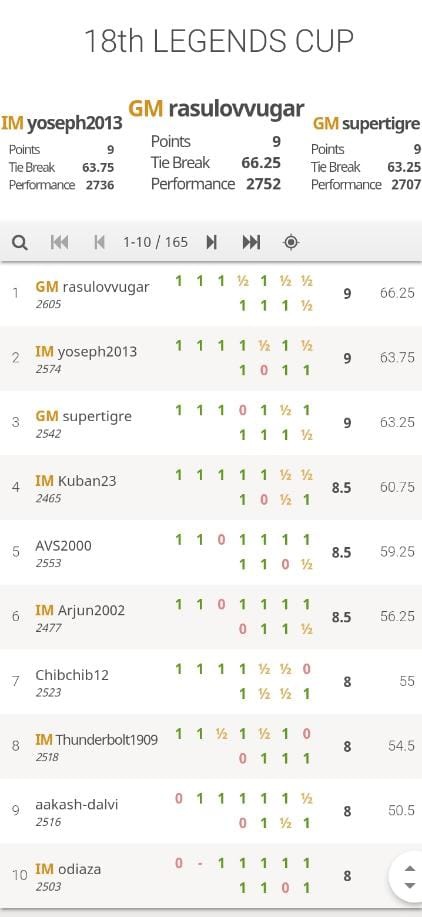 18th LEGENDS CUP
IM yoseph2013
Points 9
Tie Break 63.75
Performance 2736
GM rasulovvugar
Points 9
Tie Break 66.25
Performance 2752
GM supertigre
Points 9
Tie Break 63.25
Performance 2707
1-10 / 165
1 GM rasulovvugar 1 1 1 ½ 1 ½ ½
2605 1 1 1 ½ 9 66.25
2 IM yoseph2013 1 1 1 1 ½ 1 ½
2574 1 0 1 1 9 63.75
3 GM supertigre 1 1 1 0 1 ½ 1
2542 1 1 1 ½ 9 63.25
4 IM Kuban23 1 1 1 1 1 ½ ½
2465 1 0 ½ 1 8.5 60.75
5 AVS2000 1 1 0 1 1 1 1
2553 1 1 0 ½ 8.5 59.25
6 IM Arjun2002 1 1 0 1 1 1 1
2477 0 1 1 ½ 8.5 56.25
7 Chibchib12 1 1 1 1 ½ ½ 0
2523 1 ½ ½ 1 8 55
8 IM Thunderbolt1909 1 1 ½ 1 ½ 1 0
2518 0 1 1 1 8 54.5
9 aakash-dalvi 0 1 1 1 1 1 ½
2516 0 1 ½ 1 8 50.5
10 IM odiaza 0 - 1 1 1 1 1
2503 1 1 0 1 8